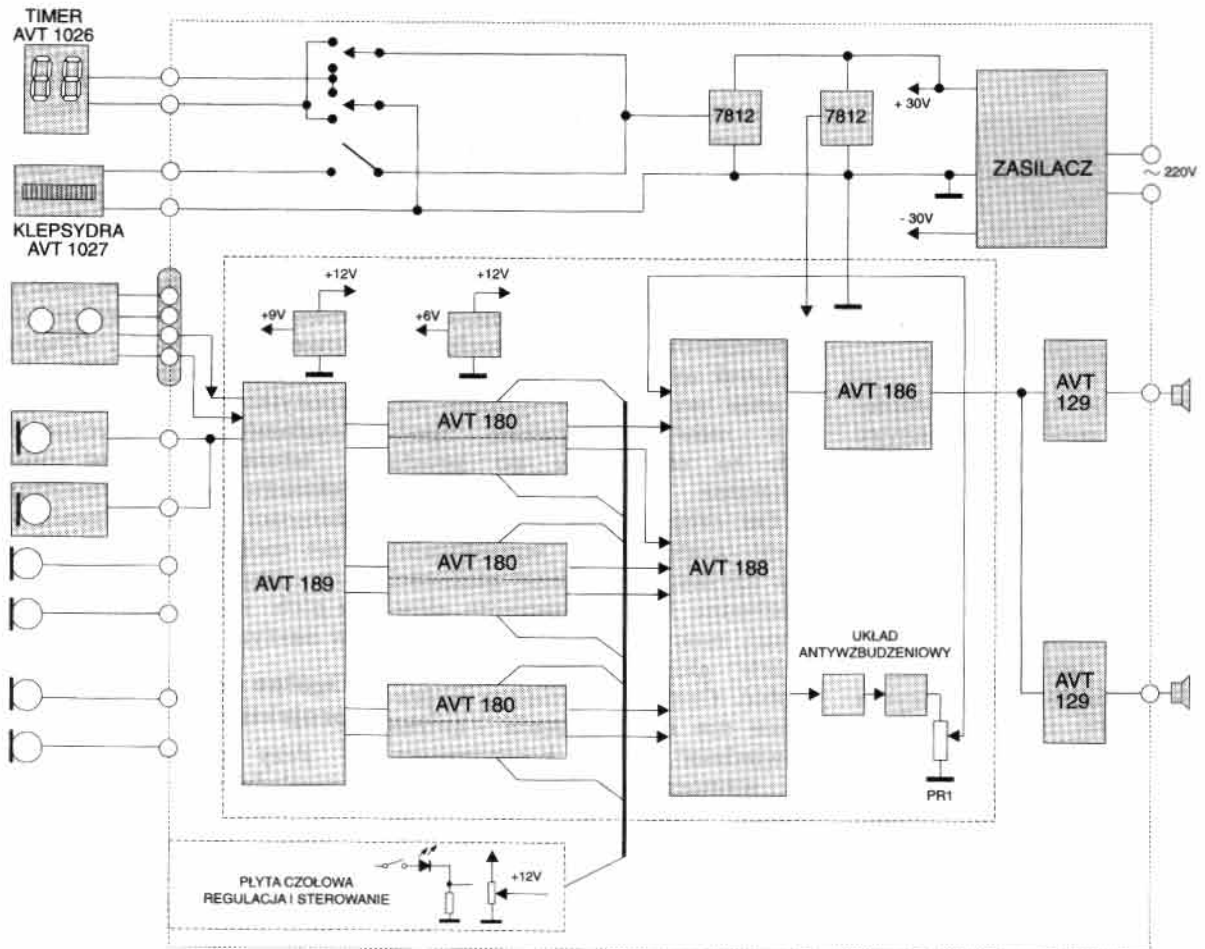 TIMER
AVT 1026
88
7812
7812
+ 30V
ZASILACZ
~ 220V
- 30V
KLEPSYDRA
AVT 1027
+12V
+9V
+12V
+6V
AVT 180
AVT 186
AVT
129
AVT 189
AVT 180
AVT 188
UKŁAD
ANTYWZBUDZENIOWY
AVT 180
AVT
129
PR1
PŁYTA CZOŁOWA
REGULACJA I STEROWANIE
+12V